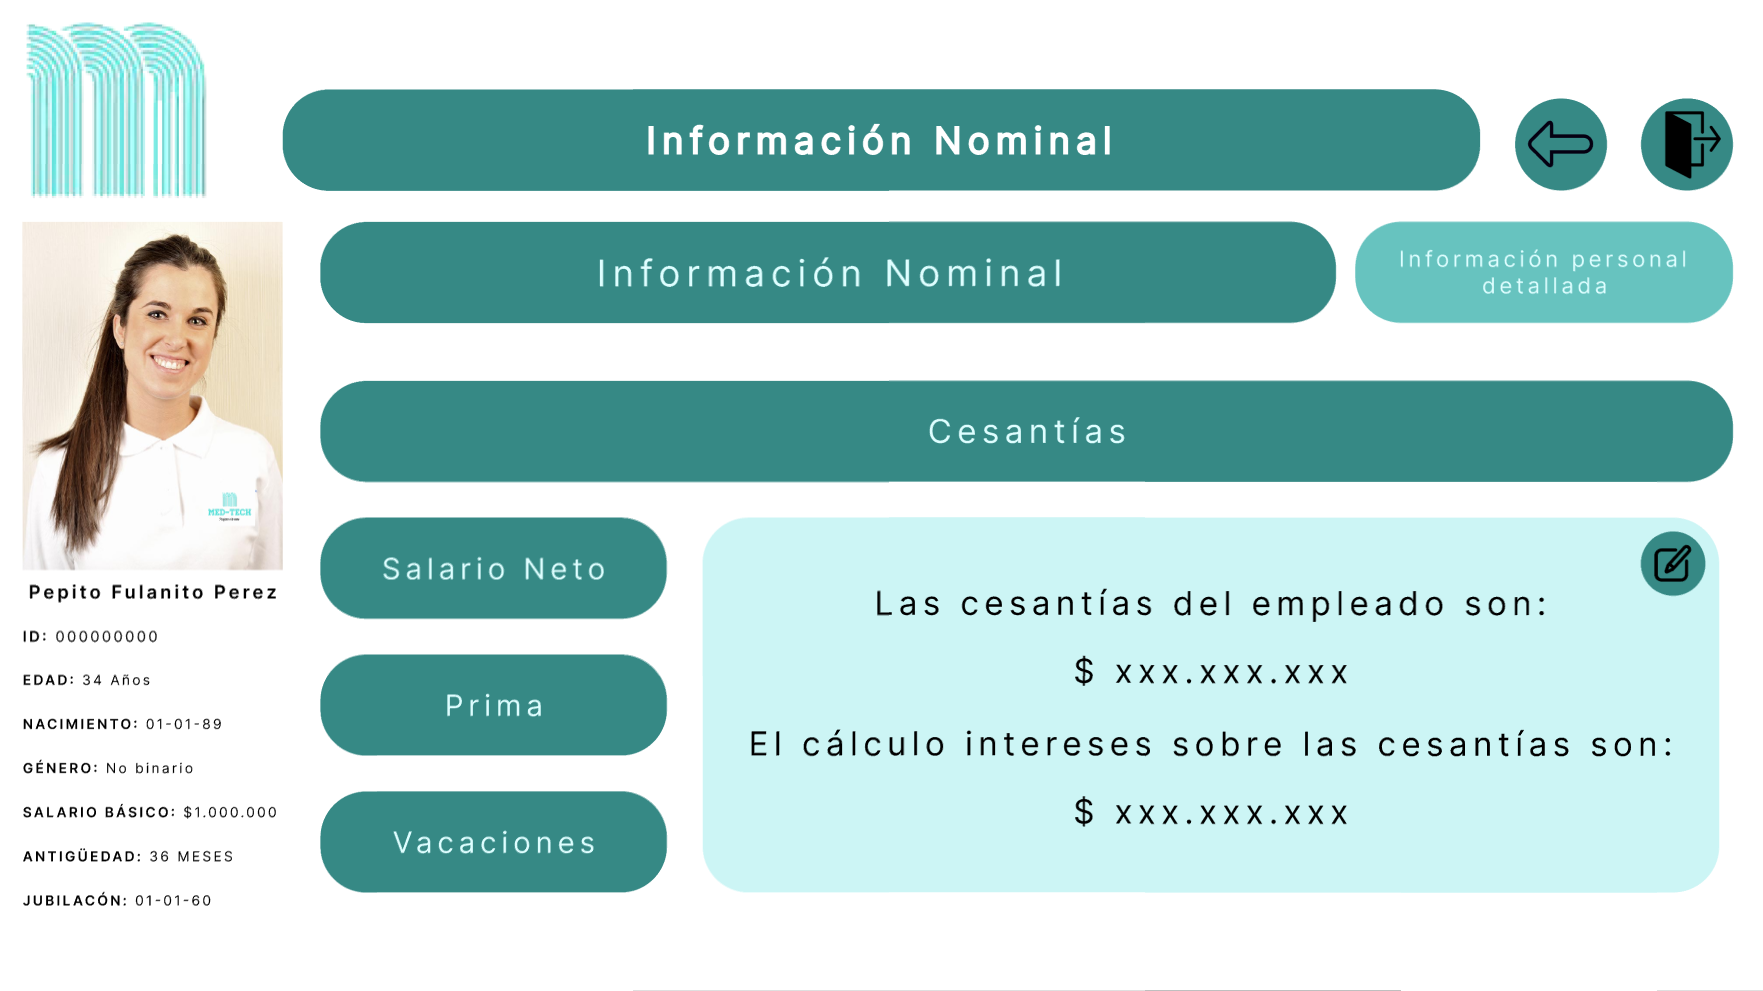 Información Nominal
Información Nominal
Información personal
detallada
Cesantías
MED-TECH
Pepito Fulanito Perez
ID: 000000000
EDAD: 34 Años
NACIMIENTO: 01-01-89
GÉNERO: No binario
SALARIO BÁSICO: $1.000.000
ANTIGÜEDAD: 36 MESES
JUBILACÓN: 01-01-60
Salario Neto
Prima
Vacaciones
Las cesantías del empleado son:
$ xxx.xxx.xxx
El cálculo intereses sobre las cesantías son:
$ xxx.xxx.xxx